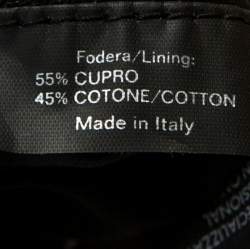 Fodera/Lining:
55% CUPRO
45% COTONE/COTTON
Made in Italy